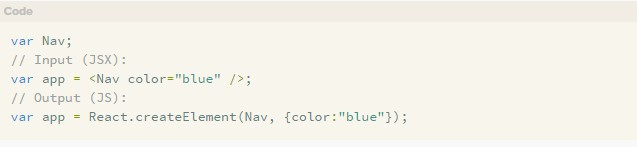 Code
var Nav;
// Input (JSX):
var app = <Nav color="blue" />;
// Output (JS):
var app = React.createElement(Nav, {color:"blue"});